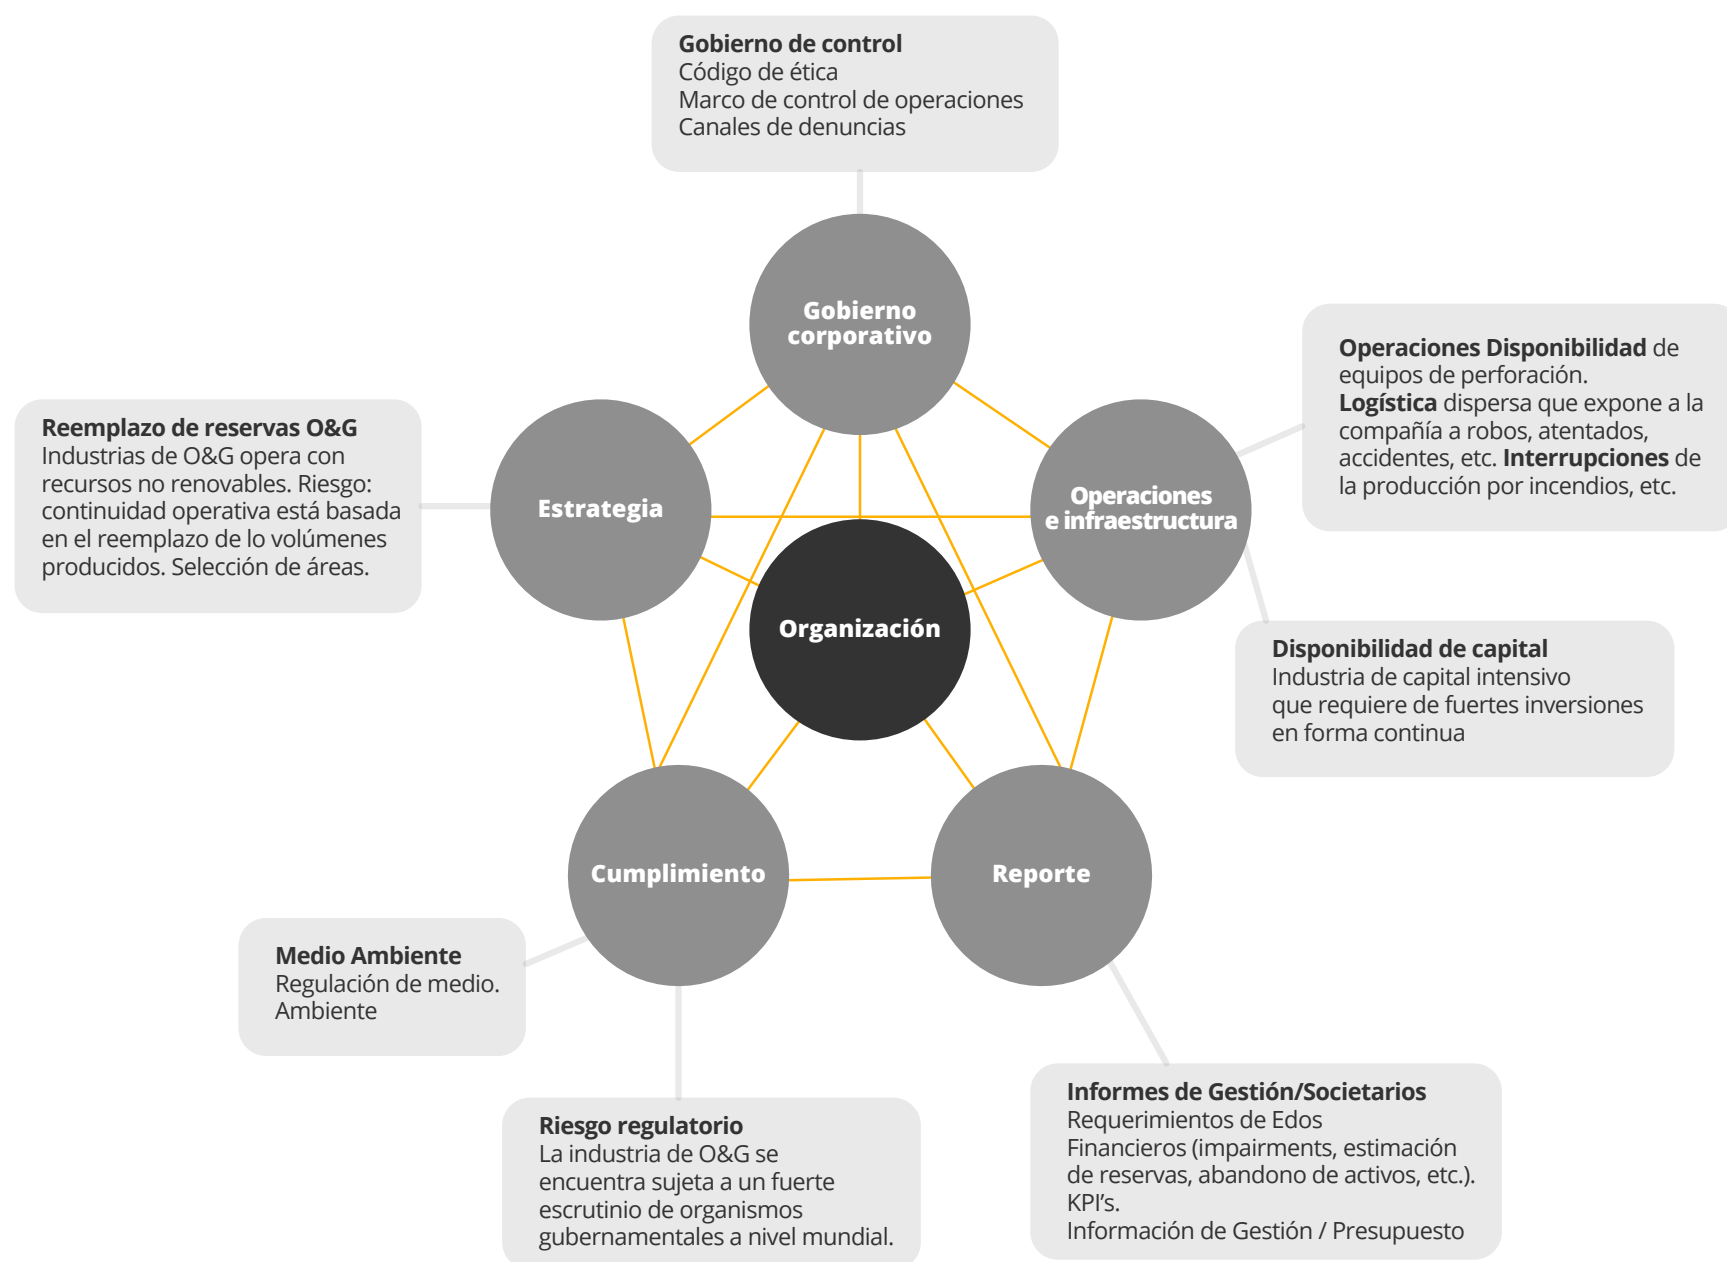 Gobierno de control
Código de ética
Marco de control de operaciones
Canales de denuncias
Gobierno
corporativo
Operaciones Disponibilidad de
equipos de perforación.
Logística dispersa que expone a la
compañía a robos, atentados,
accidentes, etc. Interrupciones de
la producción por incendios, etc.
Reemplazo de reservas O&G
Industrias de O&G opera con
recursos no renovables. Riesgo:
continuidad operativa está basada
en el reemplazo de lo volúmenes
producidos. Selección de áreas.
Estrategia
Operaciones
e infraestructura
Organización
Disponibilidad de capital
Industria de capital intensivo
que requiere de fuertes inversiones
en forma continua
Cumplimiento
Reporte
Medio Ambiente
Regulación de medio.
Ambiente
Riesgo regulatorio
La industria de O&G se
encuentra sujeta a un fuerte
escrutinio de organismos
gubernamentales a nivel mundial.
Informes de Gestión/Societarios
Requerimientos de Edos
Financieros (impairments, estimación
de reservas, abandono de activos, etc.).
KPI's.
Información de Gestión / Presupuesto